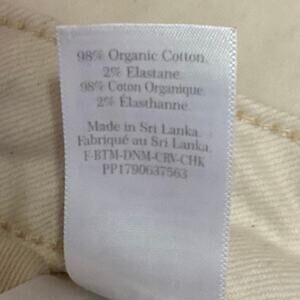 98% Organic Cotton.
2% Elastane.
98% Coton Organique.
2% Élasthanne.
Made in Sri Lanka.
Fabriqué au Sri Lanka.
F-BTM-DNM-CRV-CHK
PP1790637563